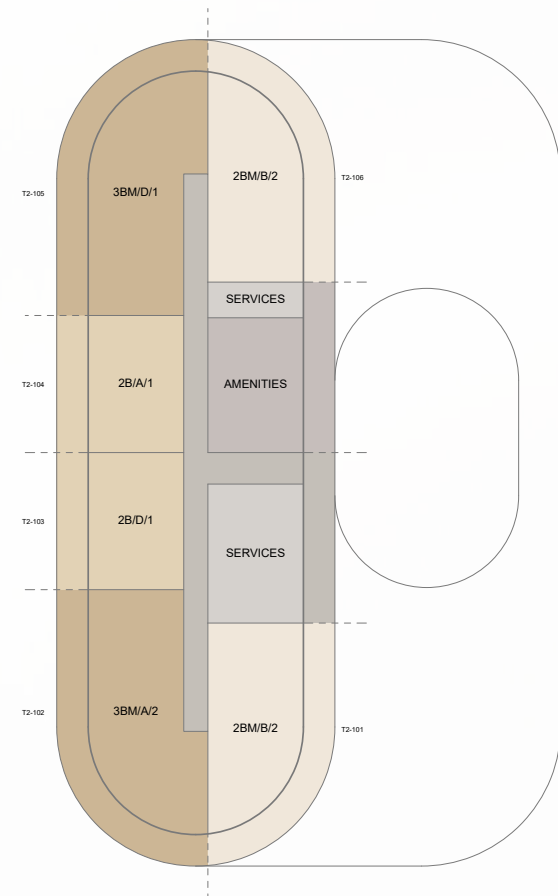 2BM/B/2
T2-106
3BM/D/1
T2-105
SERVICES
2B/A/1
AMENITIES
T2-104
2B/D/1
T2-103
SERVICES
3BM/A/2
T2-102
2BM/B/2
T2-101